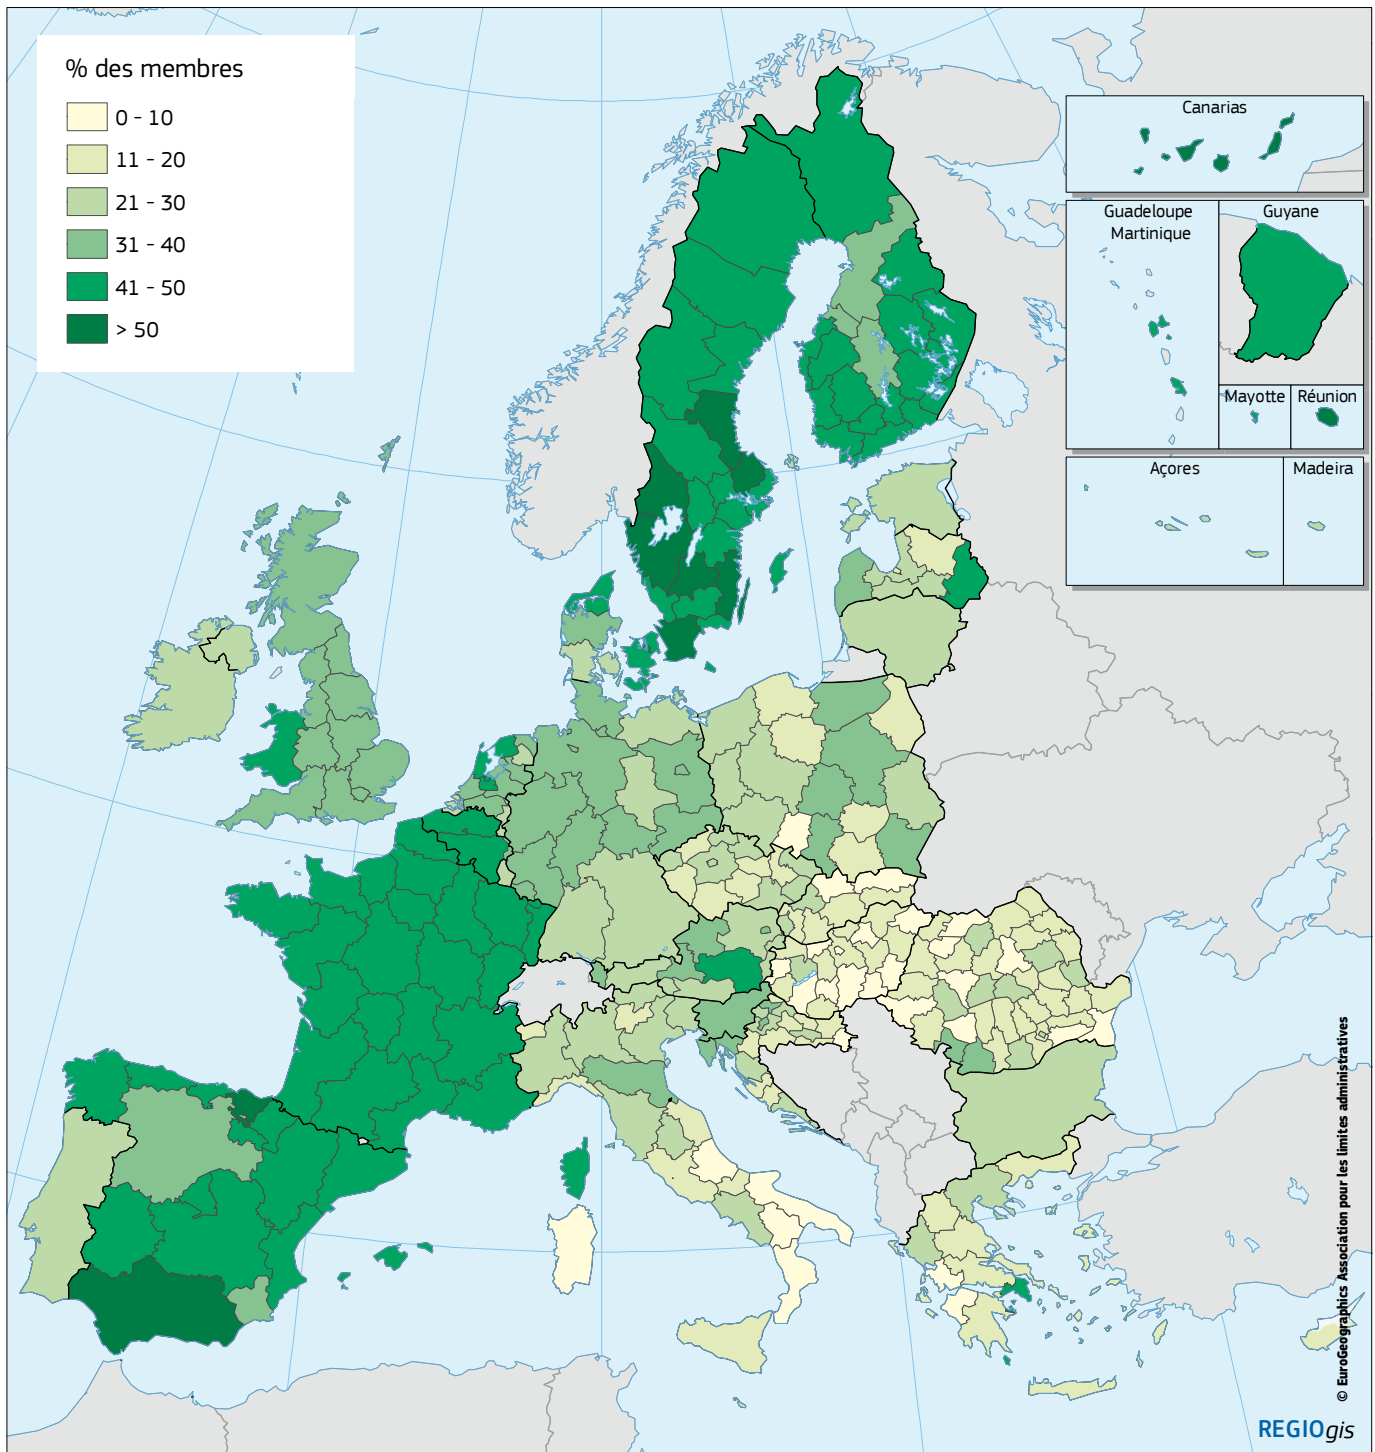 % des membres
0 - 10
11 - 20
21 - 30
31 - 40
41 - 50
> 50
Canarias
Guadeloupe
Martinique
Guyane
Mayotte
Réunion
Açores
Madeira
© EuroGeographics Association pour les limites administratives
REGIOgis